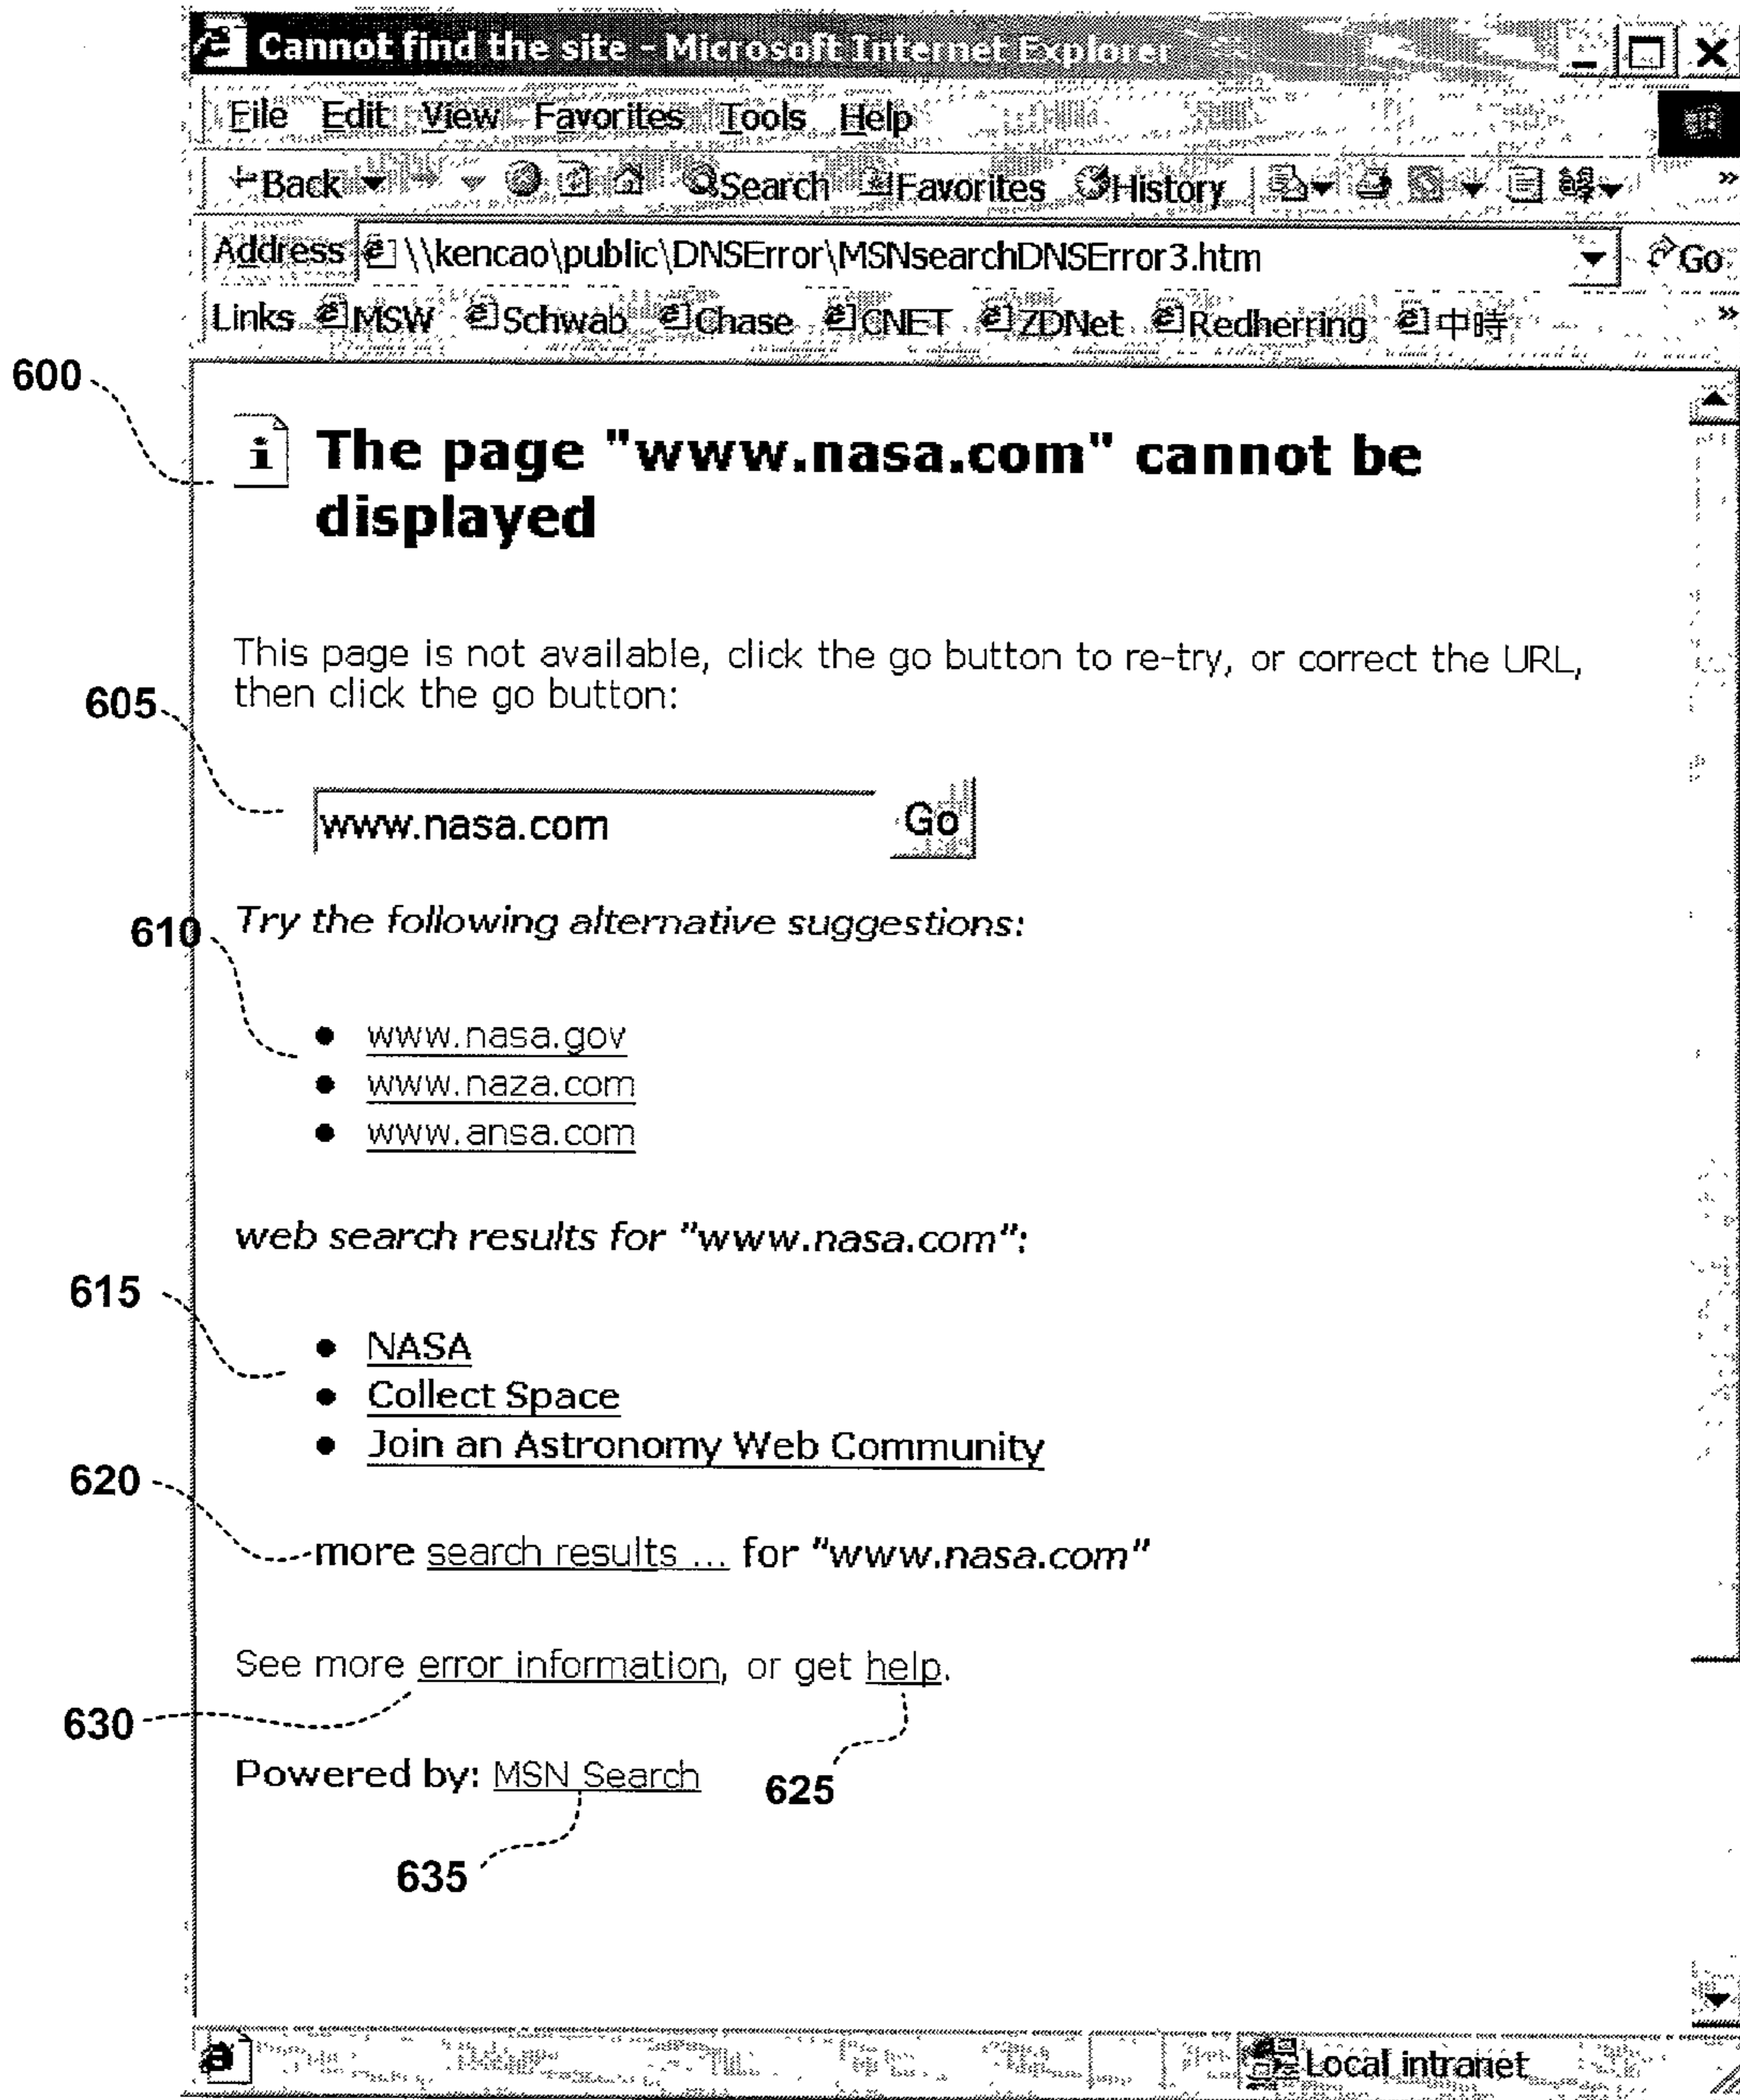 Cannot find the site - Microsoft Internet Explorer
File Edit View Favorites Tools Help
Back Search Favorites History »
Address \\kencao\public\DNSError\MSNsearchDNSError3.htm Go
Links MSW Schwab Chase CNET ZDNet Redherring 中時 »
600
i The page "www.nasa.com" cannot be
displayed
This page is not available, click the go button to re-try, or correct the URL,
then click the go button:
605
www.nasa.com Go
610
Try the following alternative suggestions:
• www.nasa.gov
• www.naza.com
• www.ansa.com
web search results for "www.nasa.com":
615
• NASA
• Collect Space
• Join an Astronomy Web Community
620
more search results ... for "www.nasa.com"
See more error information, or get help.
630
Powered by: MSN Search
625
635
Local intranet